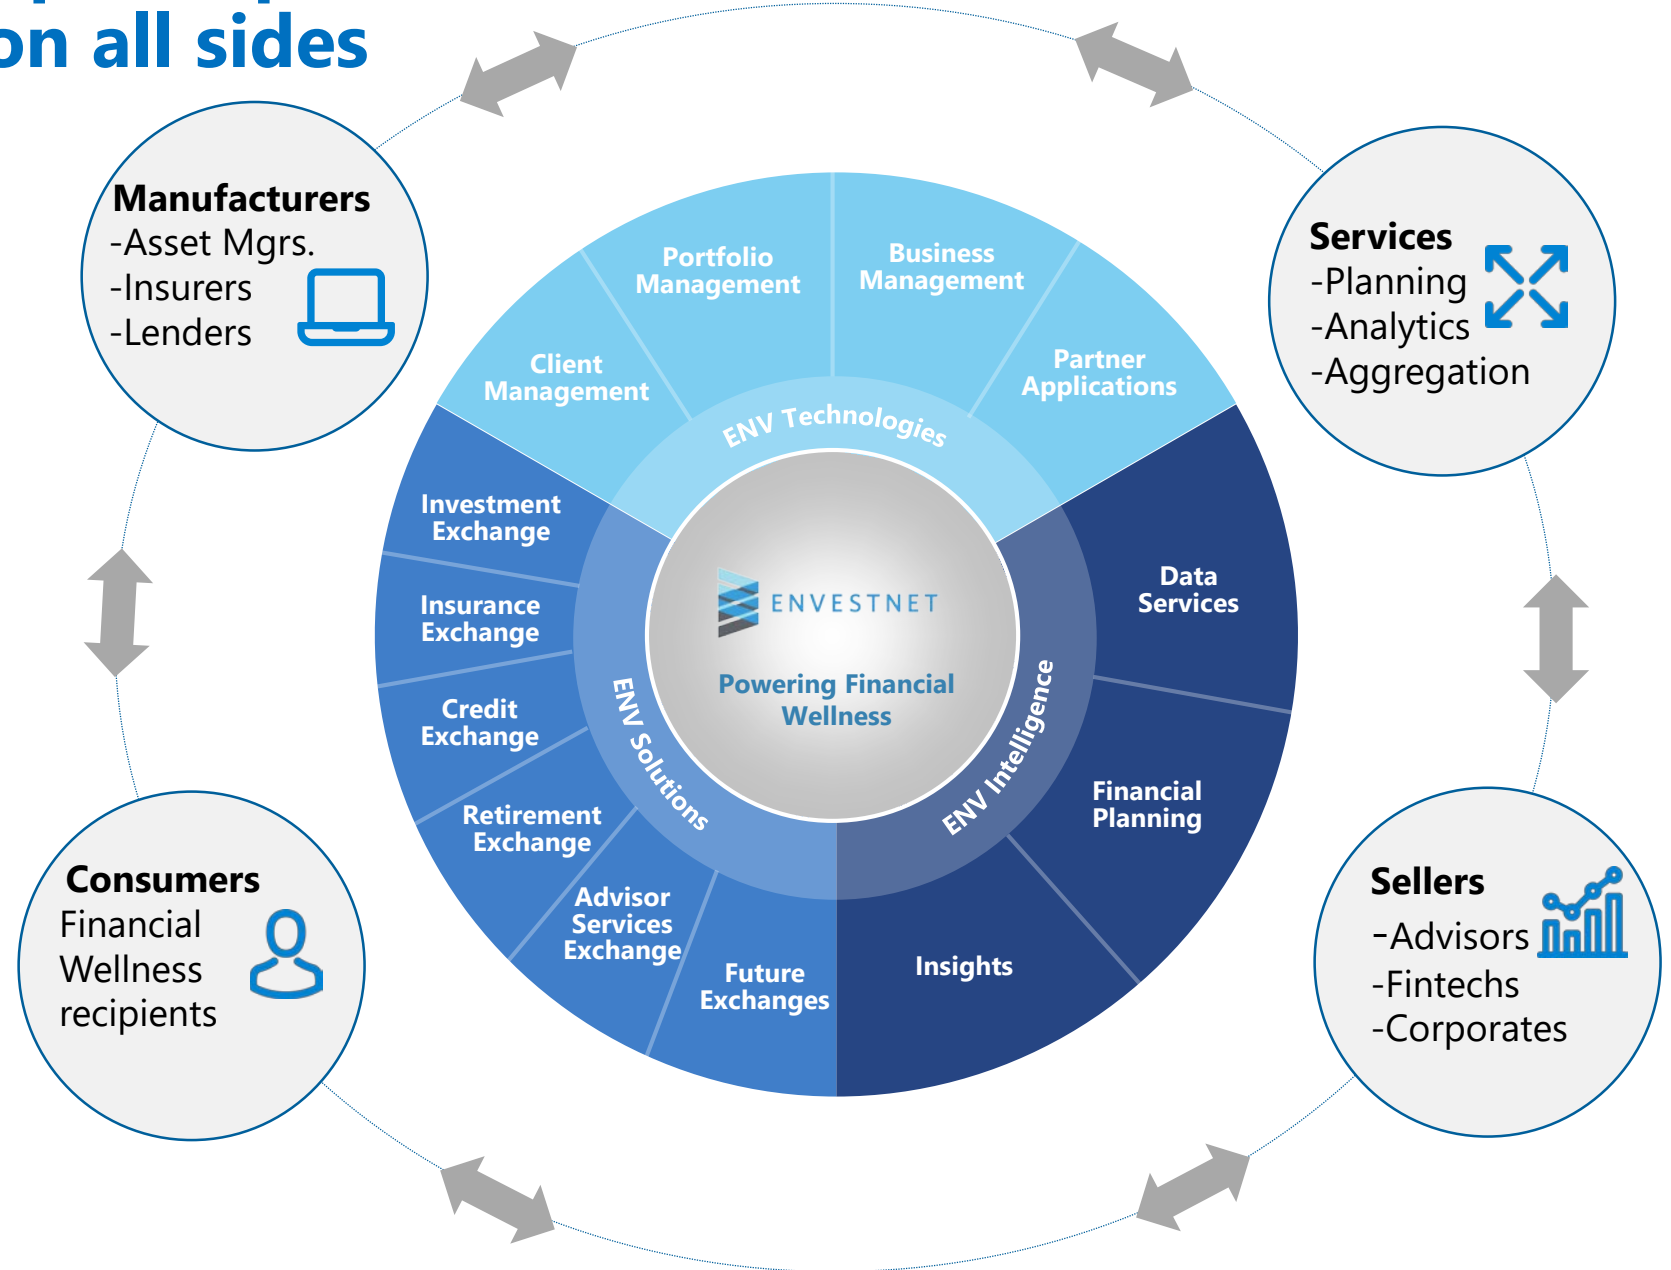 on all sides
Manufacturers
-Asset Mgrs.
-Insurers
-Lenders
Services
-Planning
-Analytics
-Aggregation
Portfolio
Management
Business
Management
Client
Management
Partner
Applications
ENV Technologies
Investment
Exchange
Insurance
Exchange
Credit
Exchange
Retirement
Exchange
Advisor
Services
Exchange
Future
Exchanges
ENV Solutions
ENVESTNET
Powering Financial
Wellness
ENV Intelligence
Data
Services
Financial
Planning
Insights
Consumers
Financial
Wellness
recipients
Sellers
-Advisors
-Fintechs
-Corporates